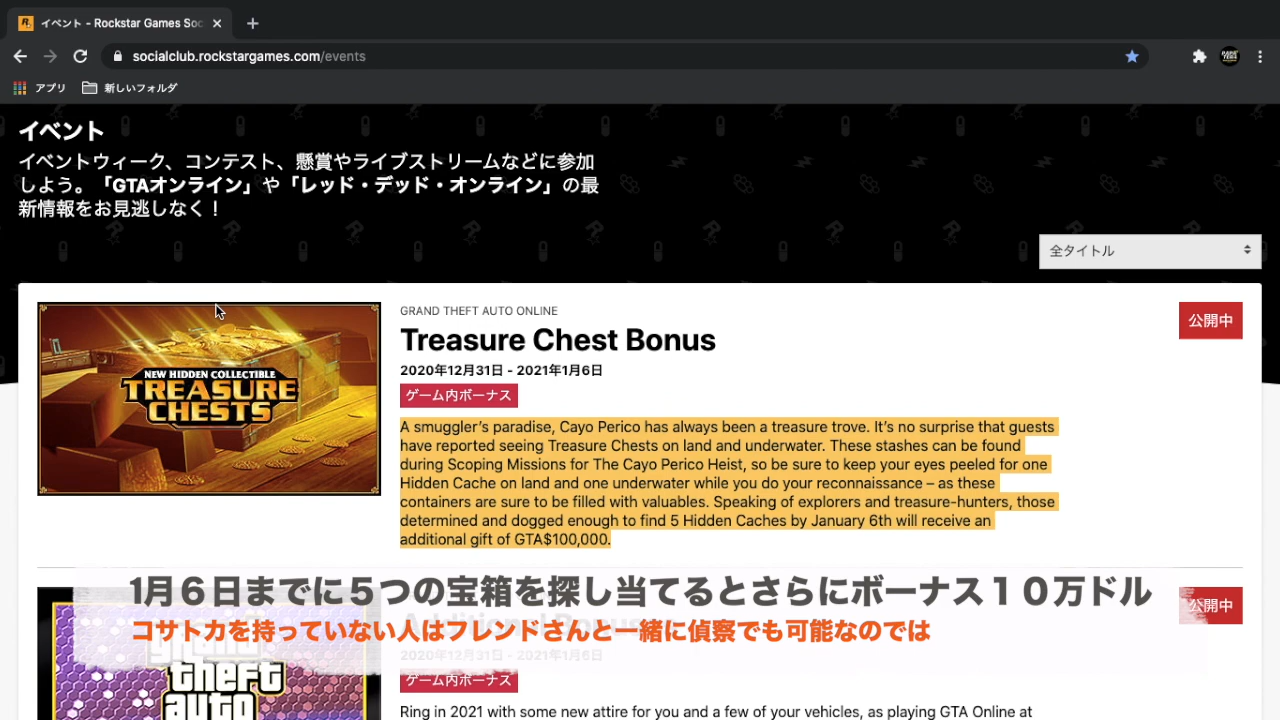 イベント - Rockstar Games Soc
socialclub.rockstargames.com/events
アプリ
新しいフォルダ
イベント
イベントウィーク、コンテスト、懸賞やライブストリームなどに参加
しよう。「GTAオンライン」や「レッド・デッド・オンライン」の最
新情報をお見逃しなく！
全タイトル
NEW HIDDEN COLLECTIBLE
TREASURE
CHESTS
GRAND THEFT AUTO ONLINE
Treasure Chest Bonus
公開中
2020年12月31日 - 2021年1月6日
ゲーム内ボーナス
A smuggler’s paradise, Cayo Perico has always been a treasure trove. It’s no surprise that guests
have reported seeing Treasure Chests on land and underwater. These stashes can be found
during Scoping Missions for The Cayo Perico Heist, so be sure to keep your eyes peeled for one
Hidden Cache on land and one underwater while you do your reconnaissance – as these
containers are sure to be filled with valuables. Speaking of explorers and treasure-hunters, those
determined and dogged enough to find 5 Hidden Caches by January 6th will receive an
additional gift of GTA$100,000.
1月６日までに５つの宝箱を探し当てるとさらにボーナス１０万ドル
公開中
コサトカを持っていない人はフレンドさんと一緒に偵察でも可能なのでは
2020年12月31日 - 2021年1月6日
grand
theft
auto
ゲーム内ボーナス
Ring in 2021 with some new attire for you and a few of your vehicles, as playing GTA Online at